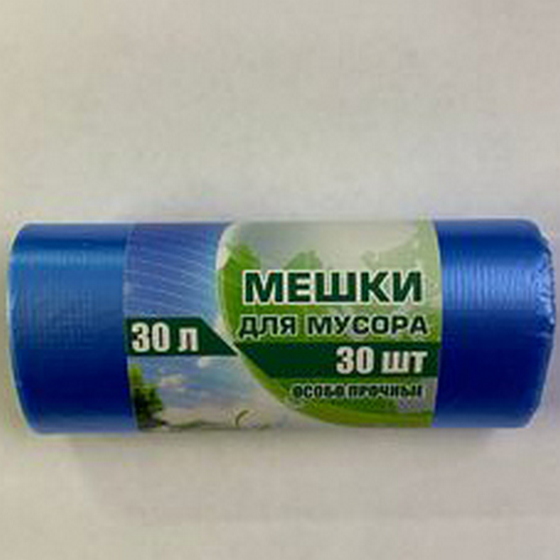 МЕШКИ
ДЛЯ МУСОРА
30 л
30 шт
ОСОБО ПРОЧНЫЕ